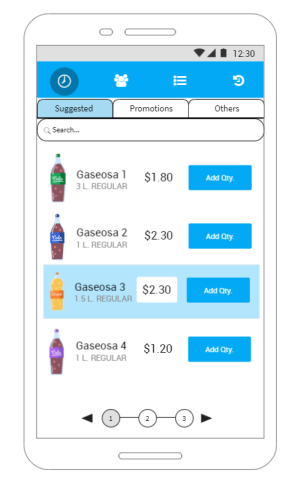 12:30
Suggested Promotions Others
Search...
Gaseosa 1 $1.80 Add Qty.
3 L. REGULAR
Gaseosa 2 $2.30 Add Qty.
1 L. REGULAR
Gaseosa 3 $2.30 Add Qty.
1.5 L. REGULAR
Gaseosa 4 $1.20 Add Qty.
1 L. REGULAR
1 2 3